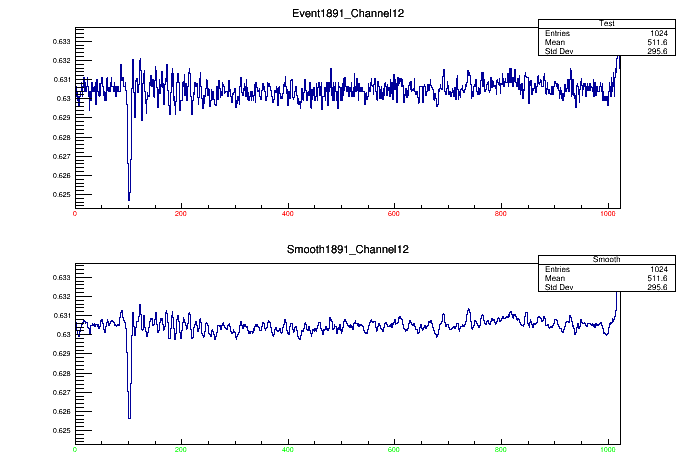 Event1891_Channel12
Test
Entries 1024
Mean 511.6
Std Dev 295.6
0.633
0.632
0.631
0.63
0.629
0.628
0.627
0.626
0.625
0 200 400 600 800 1000
Smooth1891_Channel12
Smooth
Entries 1024
Mean 511.6
Std Dev 295.6
0.633
0.632
0.631
0.63
0.629
0.628
0.627
0.626
0.625
0 200 400 600 800 1000